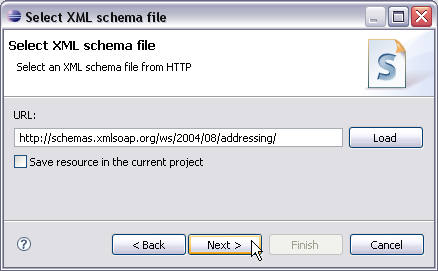 Select XML schema file
Select XML schema file
Select an XML schema file from HTTP
S
URL:
http://schemas.xmlsoap.org/ws/2004/08/addressing/
Load
Save resource in the current project
?
< Back
Next >
Finish
Cancel